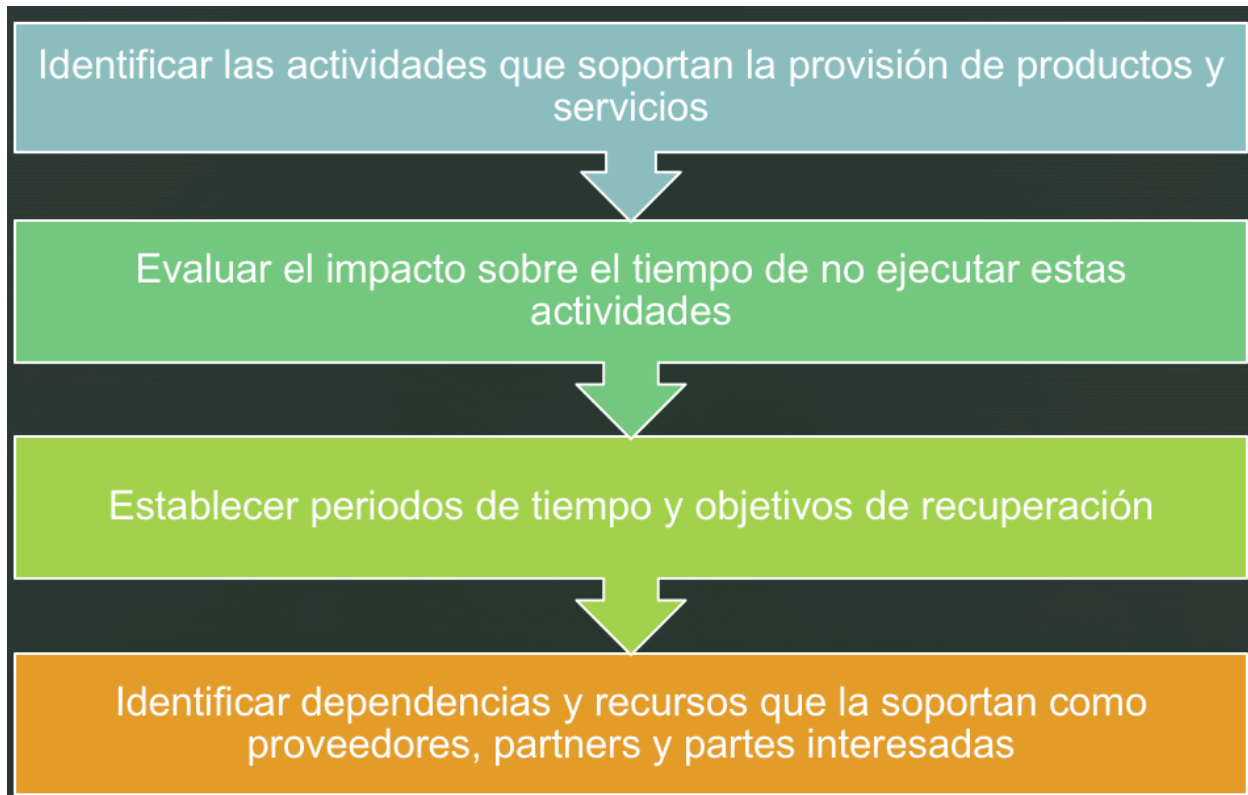 Identificar las actividades que soportan la provisión de productos y
servicios
Evaluar el impacto sobre el tiempo de no ejecutar estas
actividades
Establecer periodos de tiempo y objetivos de recuperación
Identificar dependencias y recursos que la soportan como
proveedores, partners y partes interesadas